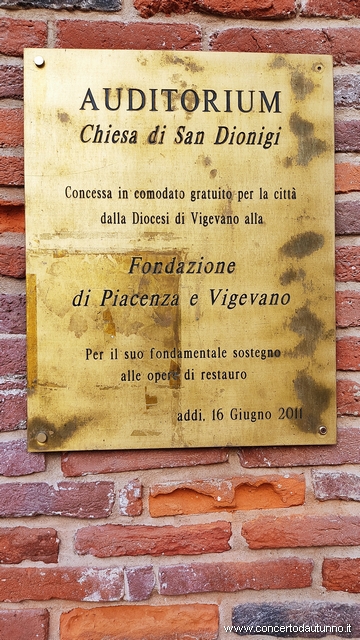 AUDITORIUM
Chiesa di San Dionigi
Concessa in comodato gratuito per la città
dalla Diocesi di Vigevano alla
Fondazione
di Piacenza e Vigevano
Per il suo fondamentale sostegno
alle opere di restauro
addi, 16 Giugno 2011
www.concertodautunno.it